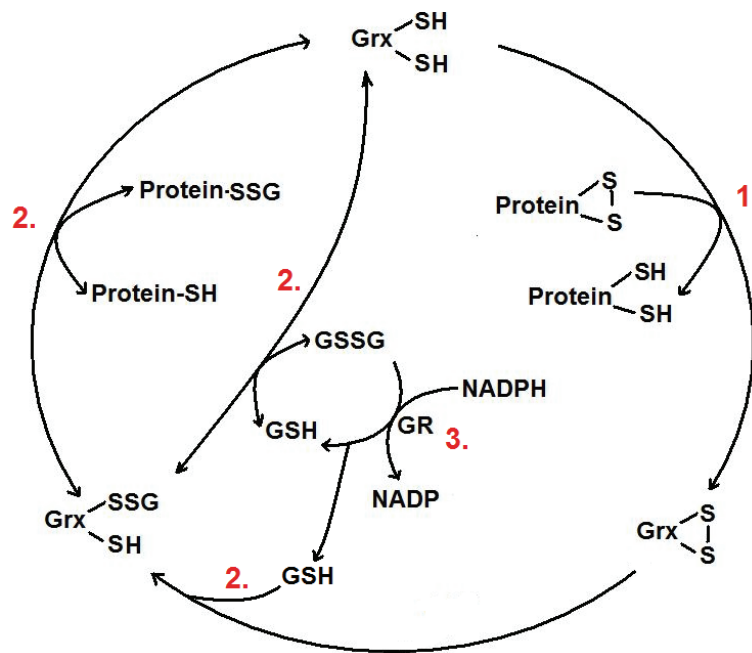 Grx
SH
SH
2.
Protein-SSG
Protein-SH
Protein
S
S
1
Protein
SH
SH
2.
GSSG
NADPH
GSH
GR
3.
NADP
Grx
SSG
SH
Grx
S
S
2.
GSH